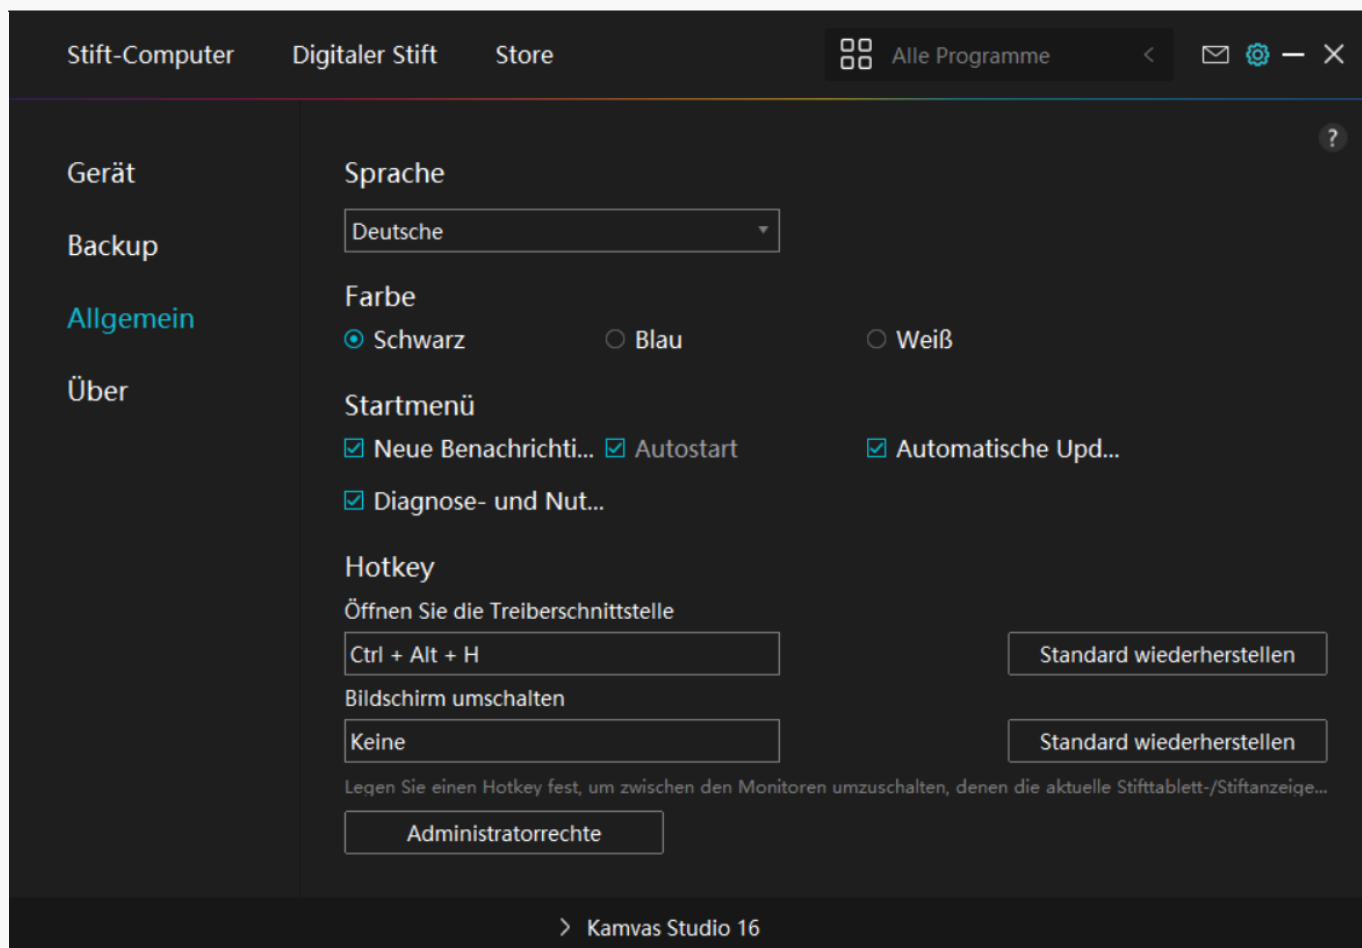 Stift-Computer Digitaler Stift Store Alle Programme
?
Gerät
Backup
Allgemein
Über
Sprache
Deutsche
Farbe
Schwarz Blau Weiß
Startmenü
Neue Benachrichti... Autostart Automatische Upd...
Diagnose- und Nut...
Hotkey
Öffnen Sie die Treiberschnittstelle
Ctrl + Alt + H Standard wiederherstellen
Bildschirm umschalten
Keine Standard wiederherstellen
Legen Sie einen Hotkey fest, um zwischen den Monitoren umzuschalten, denen die aktuelle Stifttablett-/Stiftanzeige...
Administratorrechte
Kamvas Studio 16